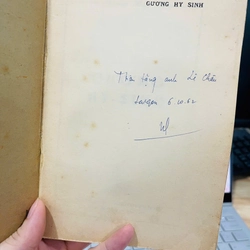 GƯƠNG HY SINH
Thân tặng anh Lê Châu
Saigon 6.10.62